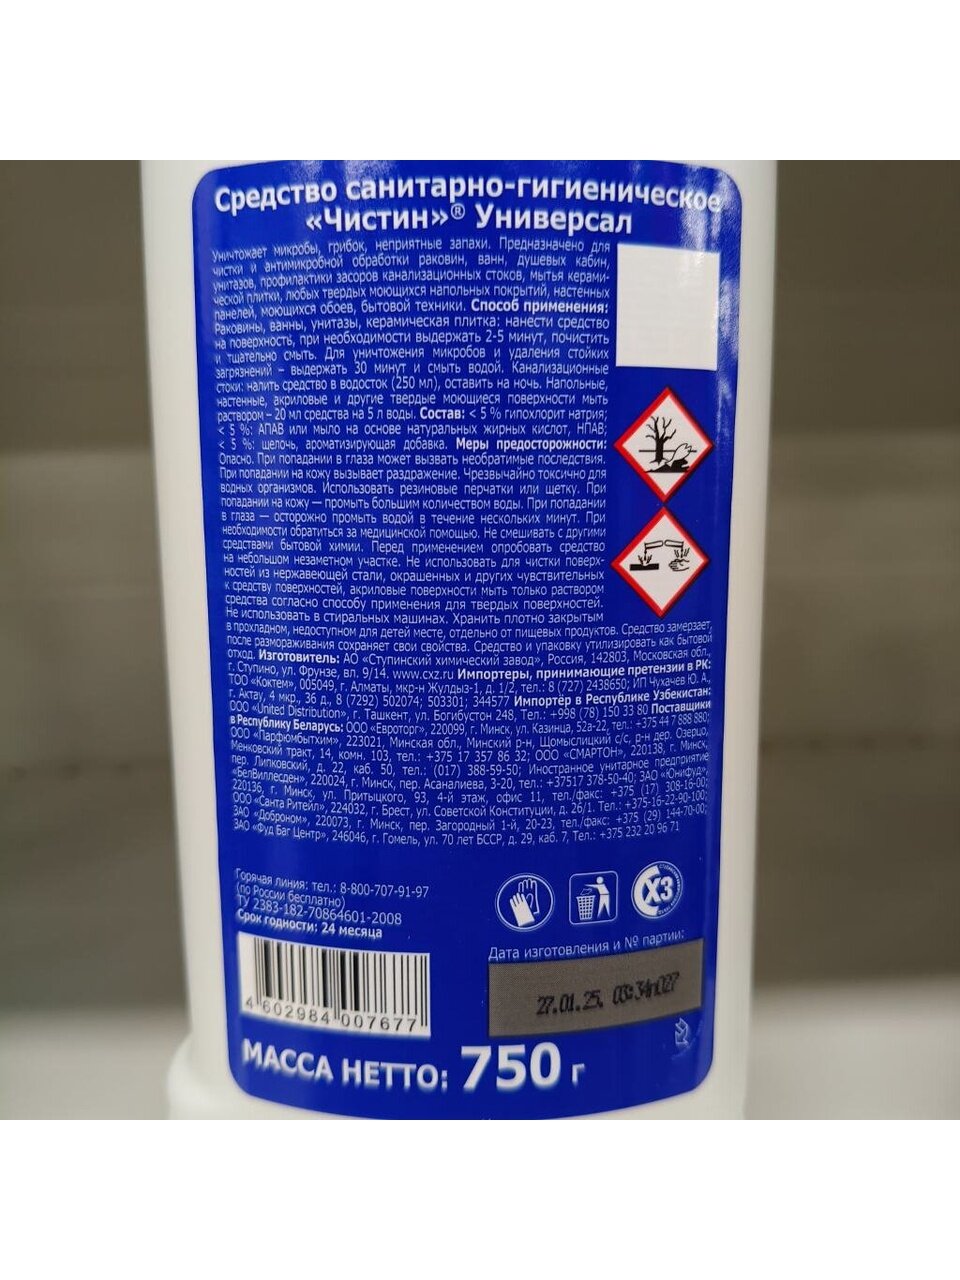 Средство санитарно-гигиеническое
«Чистин»® Универсал
Уничтожает микробы, грибок, неприятные запахи. Предназначено для
чистки и антимикробной обработки раковин, ванн, душевых кабин,
унитазов, профилактики засоров канализационных стоков, мытья керами-
ческой плитки, любых твердых моющихся напольных покрытий, настенных
панелей, моющихся обоев, бытовой техники. Способ применения:
Раковины, ванны, унитазы, керамическая плитка: нанести средство
на поверхность, при необходимости выдержать 2-5 минут, почистить
и тщательно смыть. Для уничтожения микробов и удаления стойких
загрязнений – выдержать 30 минут и смыть водой. Канализационные
стоки: налить средство в водосток (250 мл), оставить на ночь. Напольные,
настенные, акриловые и другие твердые моющиеся поверхности мыть
раствором – 20 мл средства на 5 л воды. Состав: < 5 % гипохлорит натрия;
< 5 %: АПАВ или мыло на основе натуральных жирных кислот, НПАВ;
< 5 %: щелочь, ароматизирующая добавка. Меры предосторожности:
Опасно. При попадании в глаза может вызвать необратимые последствия.
При попадании на кожу вызывает раздражение. Чрезвычайно токсично для
водных организмов. Использовать резиновые перчатки или щетку. При
попадании на кожу — промыть большим количеством воды. При попадании
в глаза — осторожно промыть водой в течение нескольких минут. При
необходимости обратиться за медицинской помощью. Не смешивать с другими
средствами бытовой химии. Перед применением опробовать средство
на небольшом незаметном участке. Не использовать для чистки поверх-
ностей из нержавеющей стали, окрашенных и других чувствительных
к средству поверхностей, акриловые поверхности мыть только раствором
средства согласно способу применения для твердых поверхностей.
Не использовать в стиральных машинах. Хранить плотно закрытым
в прохладном, недоступном для детей месте, отдельно от пищевых продуктов. Средство замерзает,
после размораживания сохраняет свои свойства. Средство и упаковку утилизировать как бытовой
отход. Изготовитель: АО «Ступинский химический завод», Россия, 142803, Московская обл.,
г. Ступино, ул. Фрунзе, вл. 9/14. www.cxz.ru Импортеры, принимающие претензии в РК:
ТОО «Коктем», 005049, г. Алматы, мкр-н Жулдыз-1, д. 1/2, тел.: 8 (727) 2438650; ИП Чухачев Ю. А.,
г. Актау, 4 мкр., 36 д., 8 (7292) 502074; 503301; 344577 Импортёр в Республике Узбекистан:
ООО «United Distribution», г. Ташкент, ул. Богибустон 248, Тел.: +998 (78) 150 33 80 Поставщики
в Республику Беларусь: ООО «Евроторг», 220099, г. Минск, ул. Казинца, 52а-22, тел.: +375 44 7 888 880;
ООО «Парфюмбытхим», 223021, Минская обл., Минский р-н, Щомыслицкий с/с, р-н дер. Озерцо,
Менковский тракт, 14, комн. 103, тел.: +375 17 357 86 32; ООО «СМАРТОН», 220138, г. Минск,
пер. Липковский, д. 22, каб. 50, тел.: (017) 388-59-50; Иностранное унитарное предприятие
«БелВиллесден», 220024, г. Минск, пер. Асаналиева, 3-20, тел.: +37517 378-50-40; ЗАО «Юнифуд»,
220136, г. Минск, ул. Притыцкого, 93, 4-й этаж, офис 11, тел./факс: +375 (17) 308-16-00;
ООО «Санта Ритейл», 224032, г. Брест, ул. Советской Конституции, д. 26/1. Тел.: +375-16-22-90-100;
ЗАО «Доброном», 220073, г. Минск, пер. Загородный 1-й, 20-23, тел./факс: +375 (29) 144-70-00;
ЗАО «Фуд Баг Центр», 246046, г. Гомель, ул. 70 лет БССР, д. 29, каб. 7, Тел.: +375 232 20 96 71
Горячая линия: тел.: 8-800-707-91-97
(по России бесплатно)
ТУ 2383-182-70864601-2008
Срок годности: 24 месяца
СХЗ
Дата изготовления и № партии:
27.01.25.
4 602984 007677
МАССА НЕТТО: 750 г